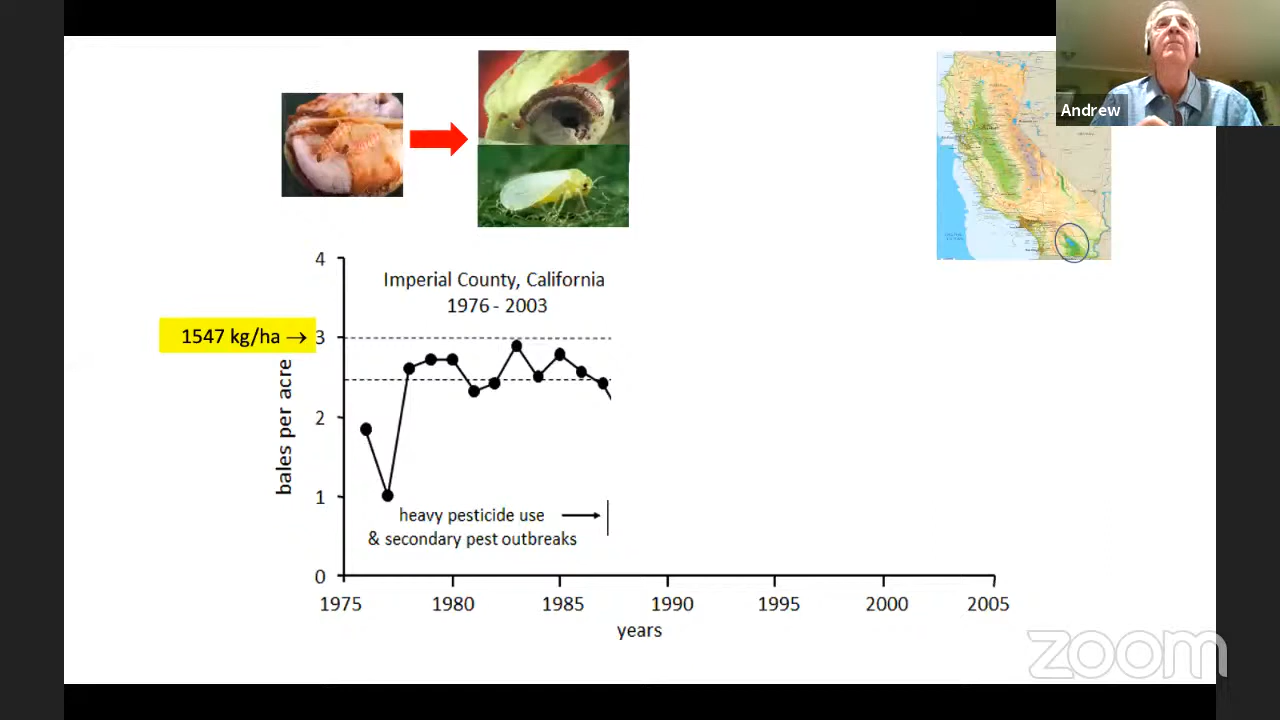 Andrew
4
Imperial County, California
1976 - 2003
1547 kg/ha → 3
bales per acre
2
1
heavy pesticide use
& secondary pest outbreaks
0
1975 1980 1985 1990 1995 2000 2005
years
zoom